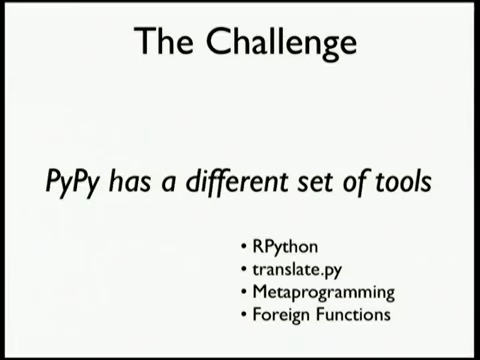 The Challenge
PyPy has a different set of tools
• RPython
• translate.py
• Metaprogramming
• Foreign Functions